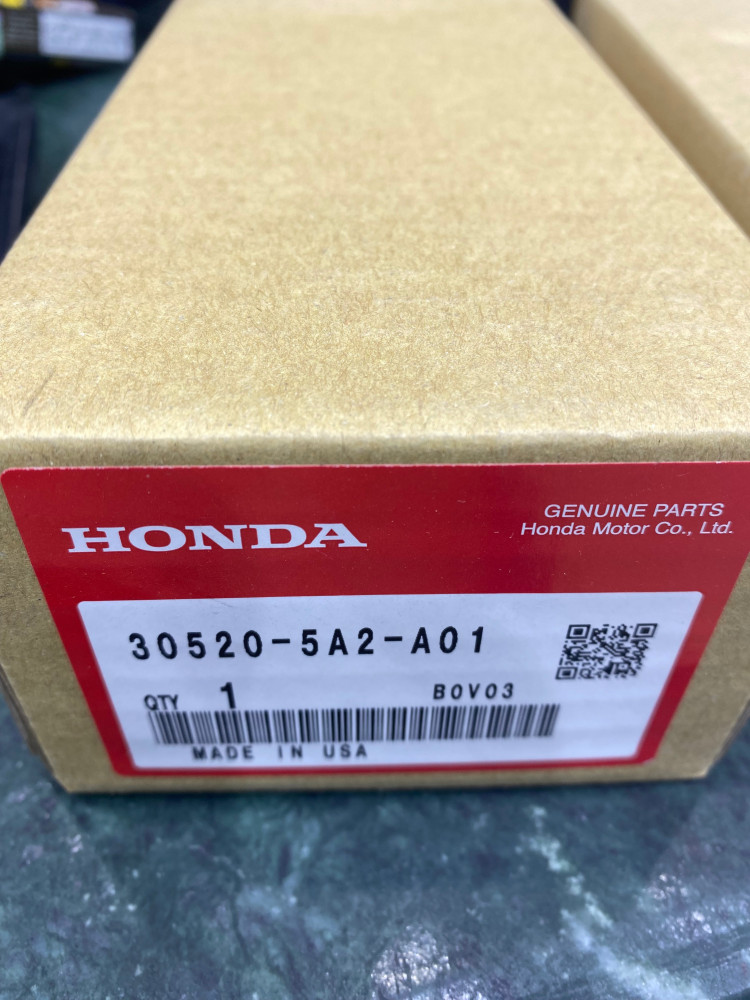 HONDA
GENUINE PARTS
Honda Motor Co., Ltd.
30520-5A2-A01
QTY 1 B0V03
MADE IN USA